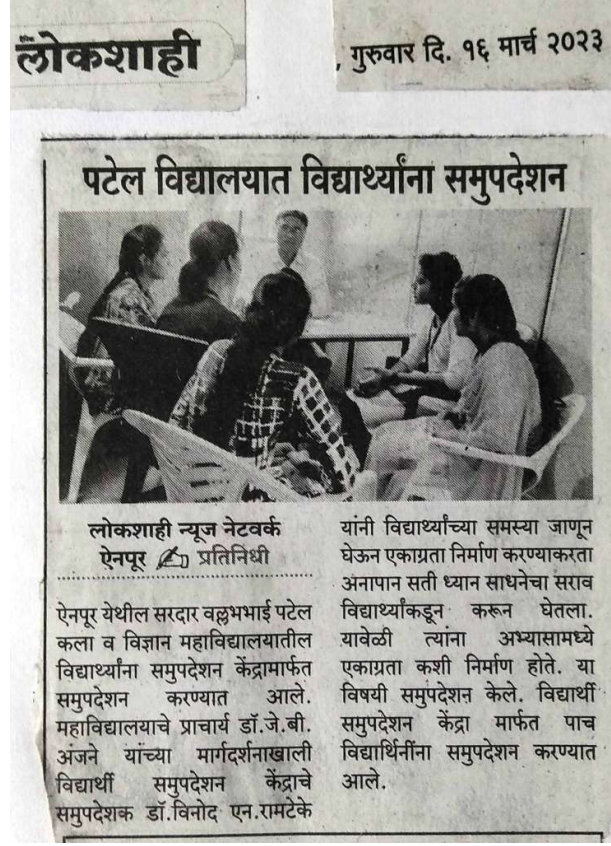 दैनिक
लोकशाही
, गुरुवार दि. १६ मार्च २०२३
पटेल विद्यालयात विद्यार्थ्यांना समुपदेशन
लोकशाही न्यूज नेटवर्क
ऐनपूर ✍ प्रतिनिधी
ऐनपूर येथील सरदार वल्लभभाई पटेल
कला व विज्ञान महाविद्यालयातील
विद्यार्थ्यांना समुपदेशन केंद्रामार्फत
समुपदेशन करण्यात आले.
महाविद्यालयाचे प्राचार्य डॉ.जे.बी.
अंजने यांच्या मार्गदर्शनाखाली
विद्यार्थी समुपदेशन केंद्राचे
समुपदेशक डॉ.विनोद एन.रामटेके
यांनी विद्यार्थ्यांच्या समस्या जाणून
घेऊन एकाग्रता निर्माण करण्याकरता
अनापान सती ध्यान साधनेचा सराव
विद्यार्थ्यांकडून करून घेतला.
यावेळी त्यांना अभ्यासामध्ये
एकाग्रता कशी निर्माण होते. या
विषयी समुपदेशन केले. विद्यार्थी
समुपदेशन केंद्रा मार्फत पाच
विद्यार्थिनींना समुपदेशन करण्यात
आले.